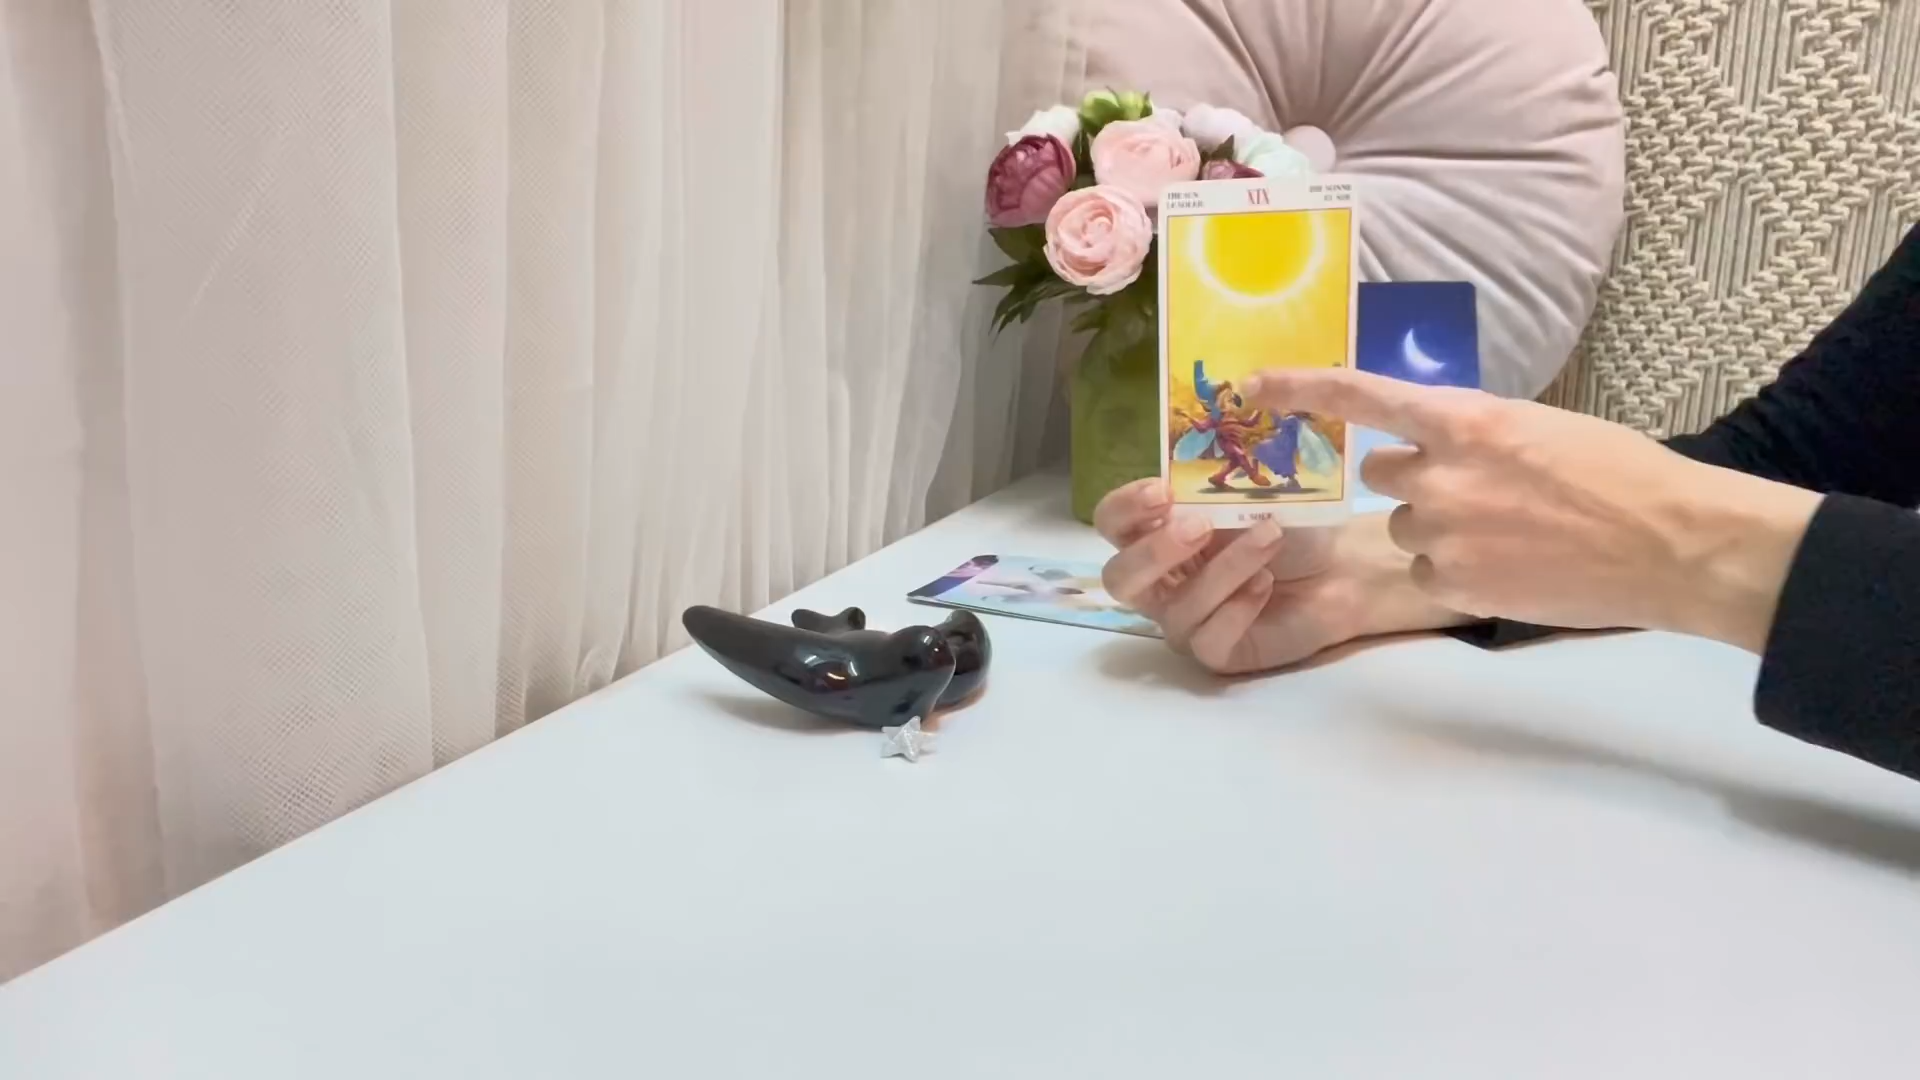 THE SUN
LE SOLEIL
XIX
DIE SONNE
EL SOL
IL SOLE